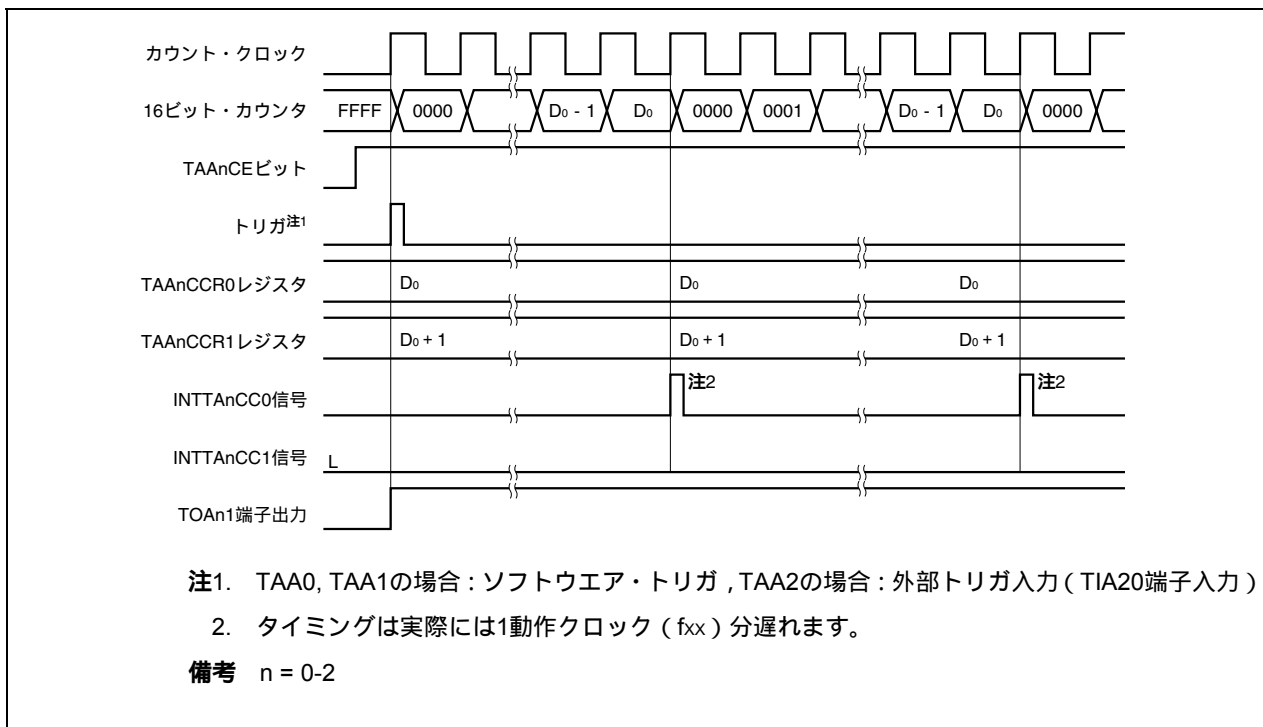 カウント・クロック
16ビット・カウンタ FFFF 0000 D0 - 1 D0 0000 0001 D0 - 1 D0 0000
TAAnCEビット
トリガ注1
TAAnCCR0レジスタ D0 D0 D0
TAAnCCR1レジスタ D0 + 1 D0 + 1 D0 + 1
INTTAnCC0信号 注2 注2
INTTAnCC1信号 L
TOAn1端子出力
注1. TAA0, TAA1の場合:ソフトウエア・トリガ,TAA2の場合:外部トリガ入力(TIA20端子入力)
2. タイミングは実際には1動作クロック(fxx)分遅れます。
備考 n = 0-2